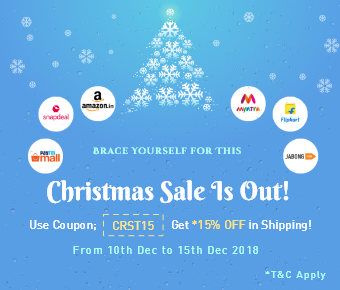 snapdeal
a
amazon.in
Myntra
Flipkart
Paytm
mall
JABONG
BRACE YOURSELF FOR THIS
Christmas Sale Is Out!
Use Coupon; CRST15 Get *15% OFF in Shipping!
From 10th Dec to 15th Dec 2018
*T&C Apply